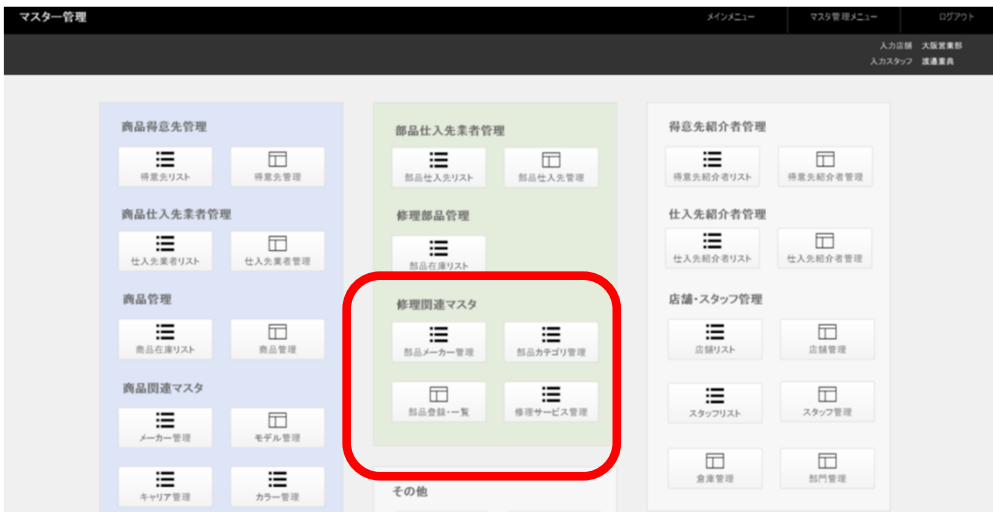 マスター管理
メインメニュー
マスタ管理メニュー
ログアウト
入力店舗 大阪営業部
入力スタッフ 渡邉業員
商品得意先管理
得意先リスト
得意先管理
商品仕入先業者管理
仕入先業者リスト
仕入先業者管理
商品管理
商品在庫リスト
商品管理
商品関連マスタ
メーカー管理
モデル管理
キャリア管理
カラー管理
部品仕入先業者管理
部品仕入先リスト
部品仕入先管理
修理部品管理
部品在庫リスト
修理関連マスタ
部品メーカー管理
部品カテゴリ管理
部品登録・一覧
修理サービス管理
その他
得意先紹介者管理
得意先紹介者リスト
得意先紹介者管理
仕入先紹介者管理
仕入先紹介者リスト
仕入先紹介者管理
店舗・スタッフ管理
店舗リスト
店舗管理
スタッフリスト
スタッフ管理
倉庫管理
部門管理